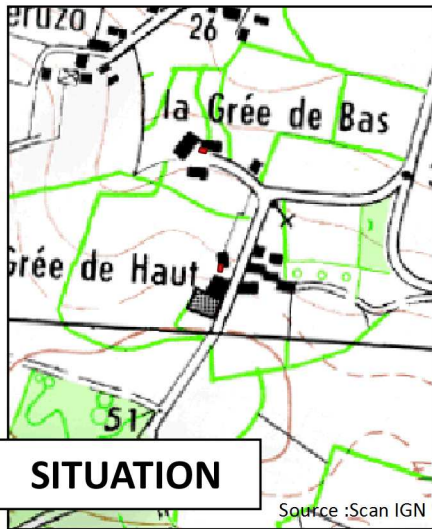 eruzo
26
la Grée de Bas
Grée de Haut
51
SITUATION
Source :Scan IGN